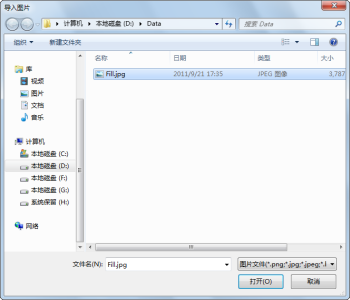 导入图片
计算机 ▸ 本地磁盘 (D:) ▸ Data
搜索 Data
组织 新建文件夹
名称 日期 类型 大小
Fill.jpg 2011/9/21 17:35 JPEG 图像 3,787
库
视频
图片
文档
音乐
计算机
本地磁盘 (C:)
本地磁盘 (D:)
本地磁盘 (F:)
本地磁盘 (G:)
系统保留 (H:)
网络
文件名(N): Fill.jpg 图片文件(*.png;*.jpg;*.jpeg;*.l
打开(O) 取消